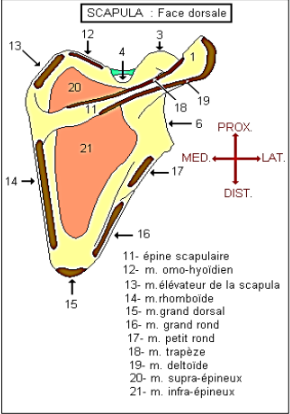 SCAPULA : Face dorsale
12
3
13
4
1
20
11
18
19
6
PROX.
MED.
LAT.
DIST.
21
17
14
16
15
11- épine scapulaire
12- m. omo-hyoïdien
13- m.élévateur de la scapula
14- m.rhomboïde
15- m.grand dorsal
16- m. grand rond
17- m. petit rond
18- m. trapèze
19- m. deltoïde
20- m. supra-épineux
21- m. infra-épineux